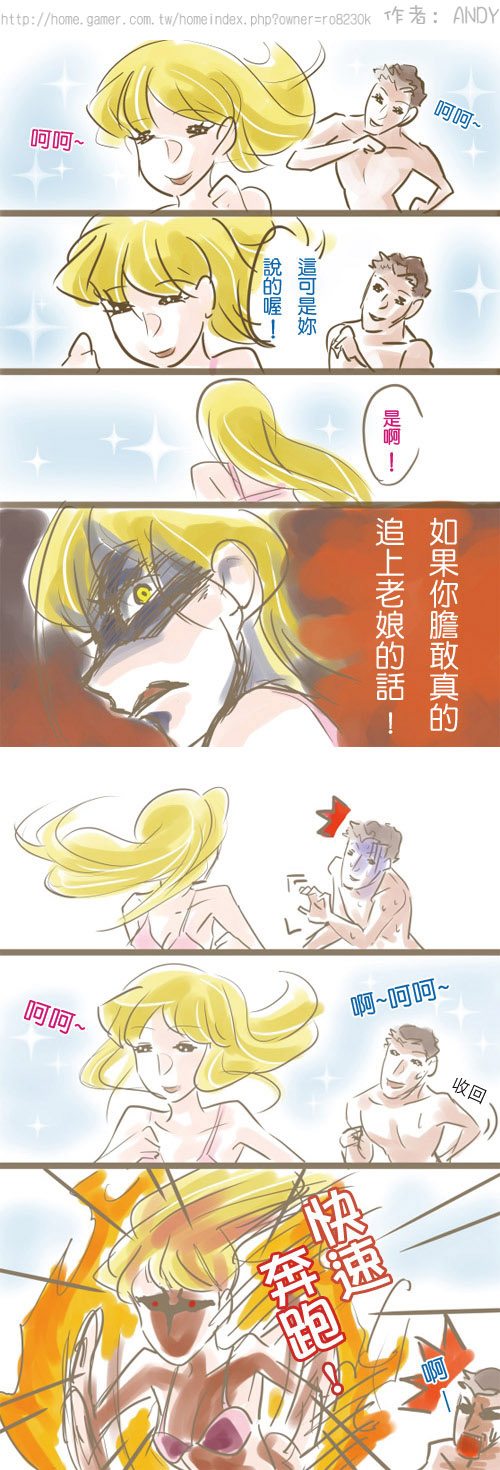 http://home.gamer.com.tw/homeindex.php?owner=ro8230k 作者: ANDY
呵呵~
呵呵~
這可是妳
說的喔！
是啊！
如果你膽敢真的
追上老娘的話！
呵呵~
啊~呵呵~
收回
快速
奔跑！
啊—